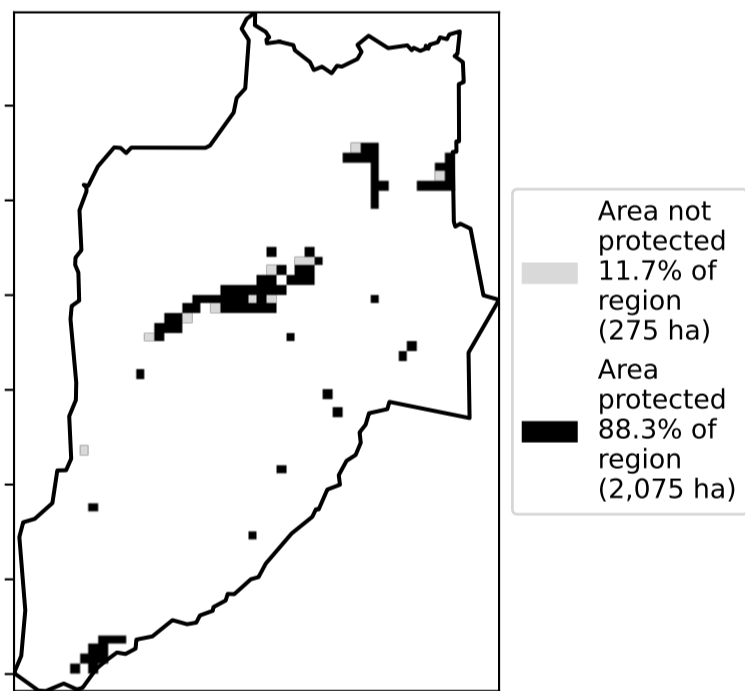 Area not
protected
11.7% of
region
(275 ha)
Area
protected
88.3% of
region
(2,075 ha)